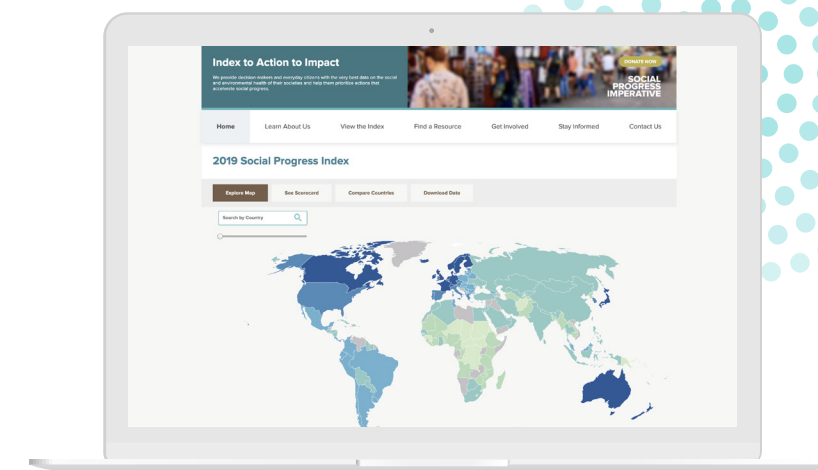 Index to Action to Impact
We provide decision makers and everyday citizens with the very best data on the social
and environmental health of their societies and help them prioritize actions that
accelerate social progress.
DONATE NOW
SOCIAL
PROGRESS
IMPERATIVE
Home Learn About Us View the Index Find a Resource Get Involved Stay Informed Contact Us
2019 Social Progress Index
Explore Map See Scorecard Compare Countries Download Data
Search by Country